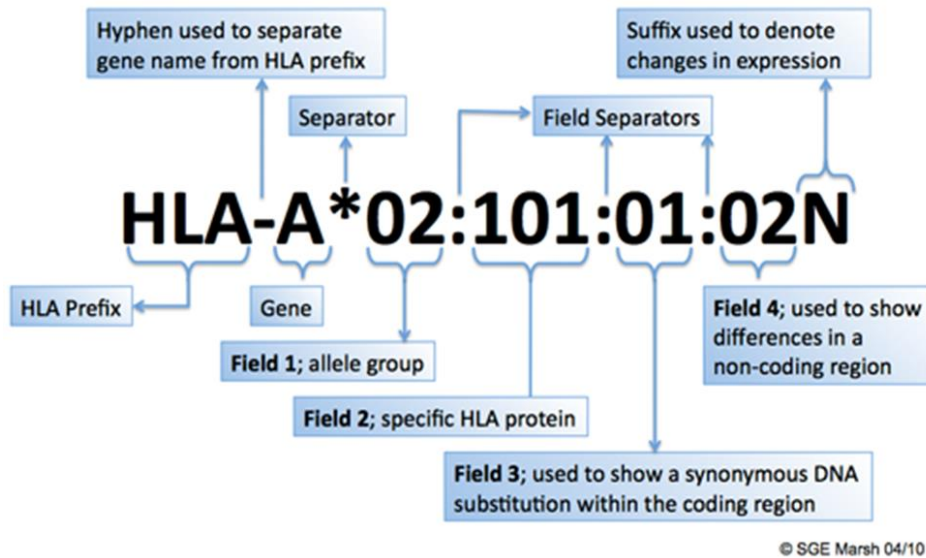 Hyphen used to separate
gene name from HLA prefix
Suffix used to denote
changes in expression
Separator
Field Separators
HLA-A*02:101:01:02N
HLA Prefix
Gene
Field 4; used to show
differences in a
non-coding region
Field 1; allele group
Field 2; specific HLA protein
Field 3; used to show a synonymous DNA
substitution within the coding region
© SGE Marsh 04/10